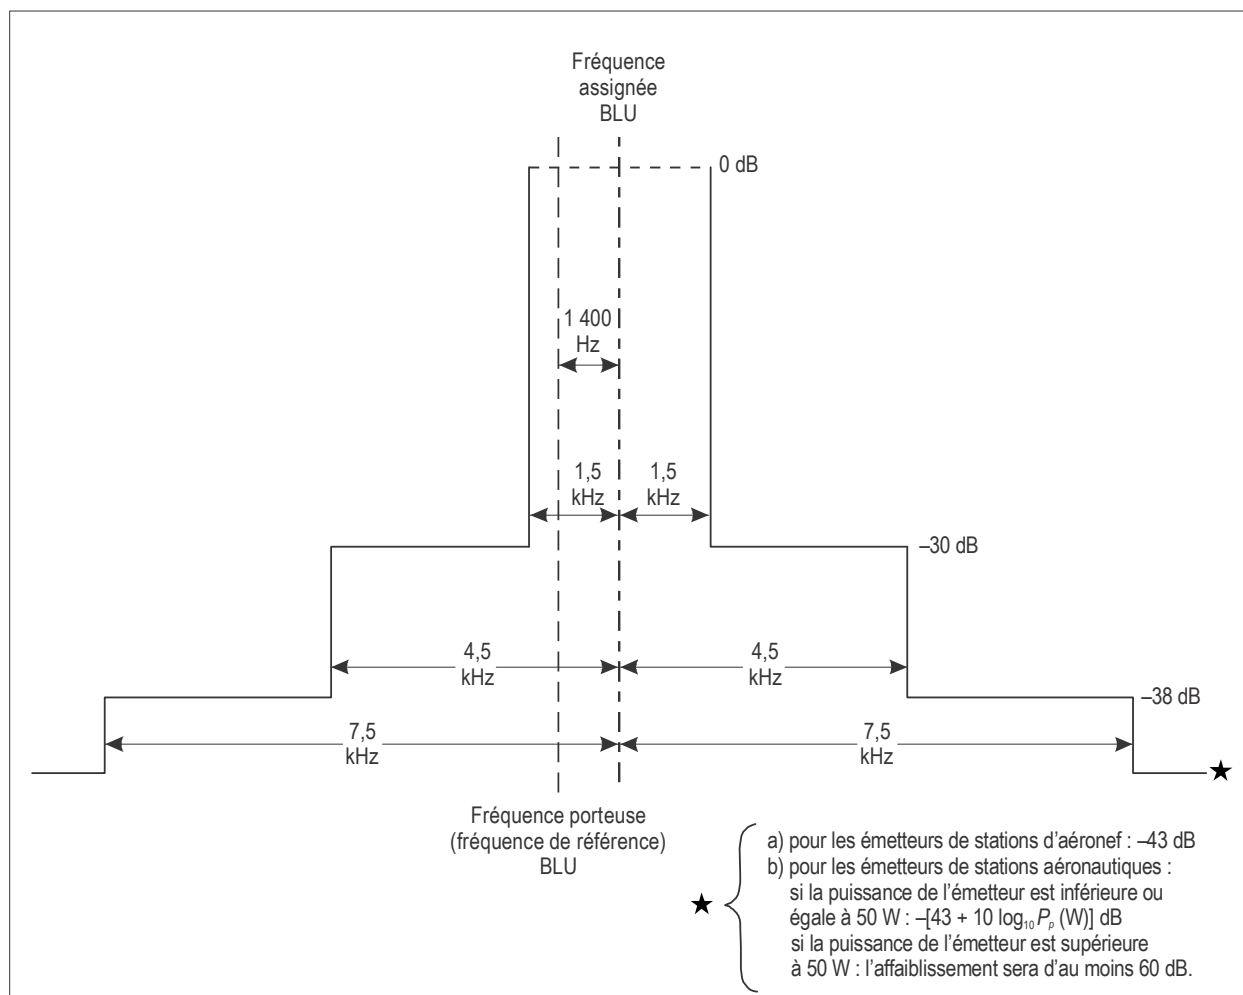 Fréquence
assignée
BLU
0 dB
1 400
Hz
1,5
kHz
1,5
kHz
–30 dB
4,5
kHz
4,5
kHz
–38 dB
7,5
kHz
7,5
kHz
★
Fréquence porteuse
(fréquence de référence)
BLU
★
a) pour les émetteurs de stations d’aéronef : –43 dB
b) pour les émetteurs de stations aéronautiques :
si la puissance de l’émetteur est inférieure ou
égale à 50 W : –[43 + 10 log₁₀ Pₚ (W)] dB
si la puissance de l’émetteur est supérieure
à 50 W : l’affaiblissement sera d’au moins 60 dB.